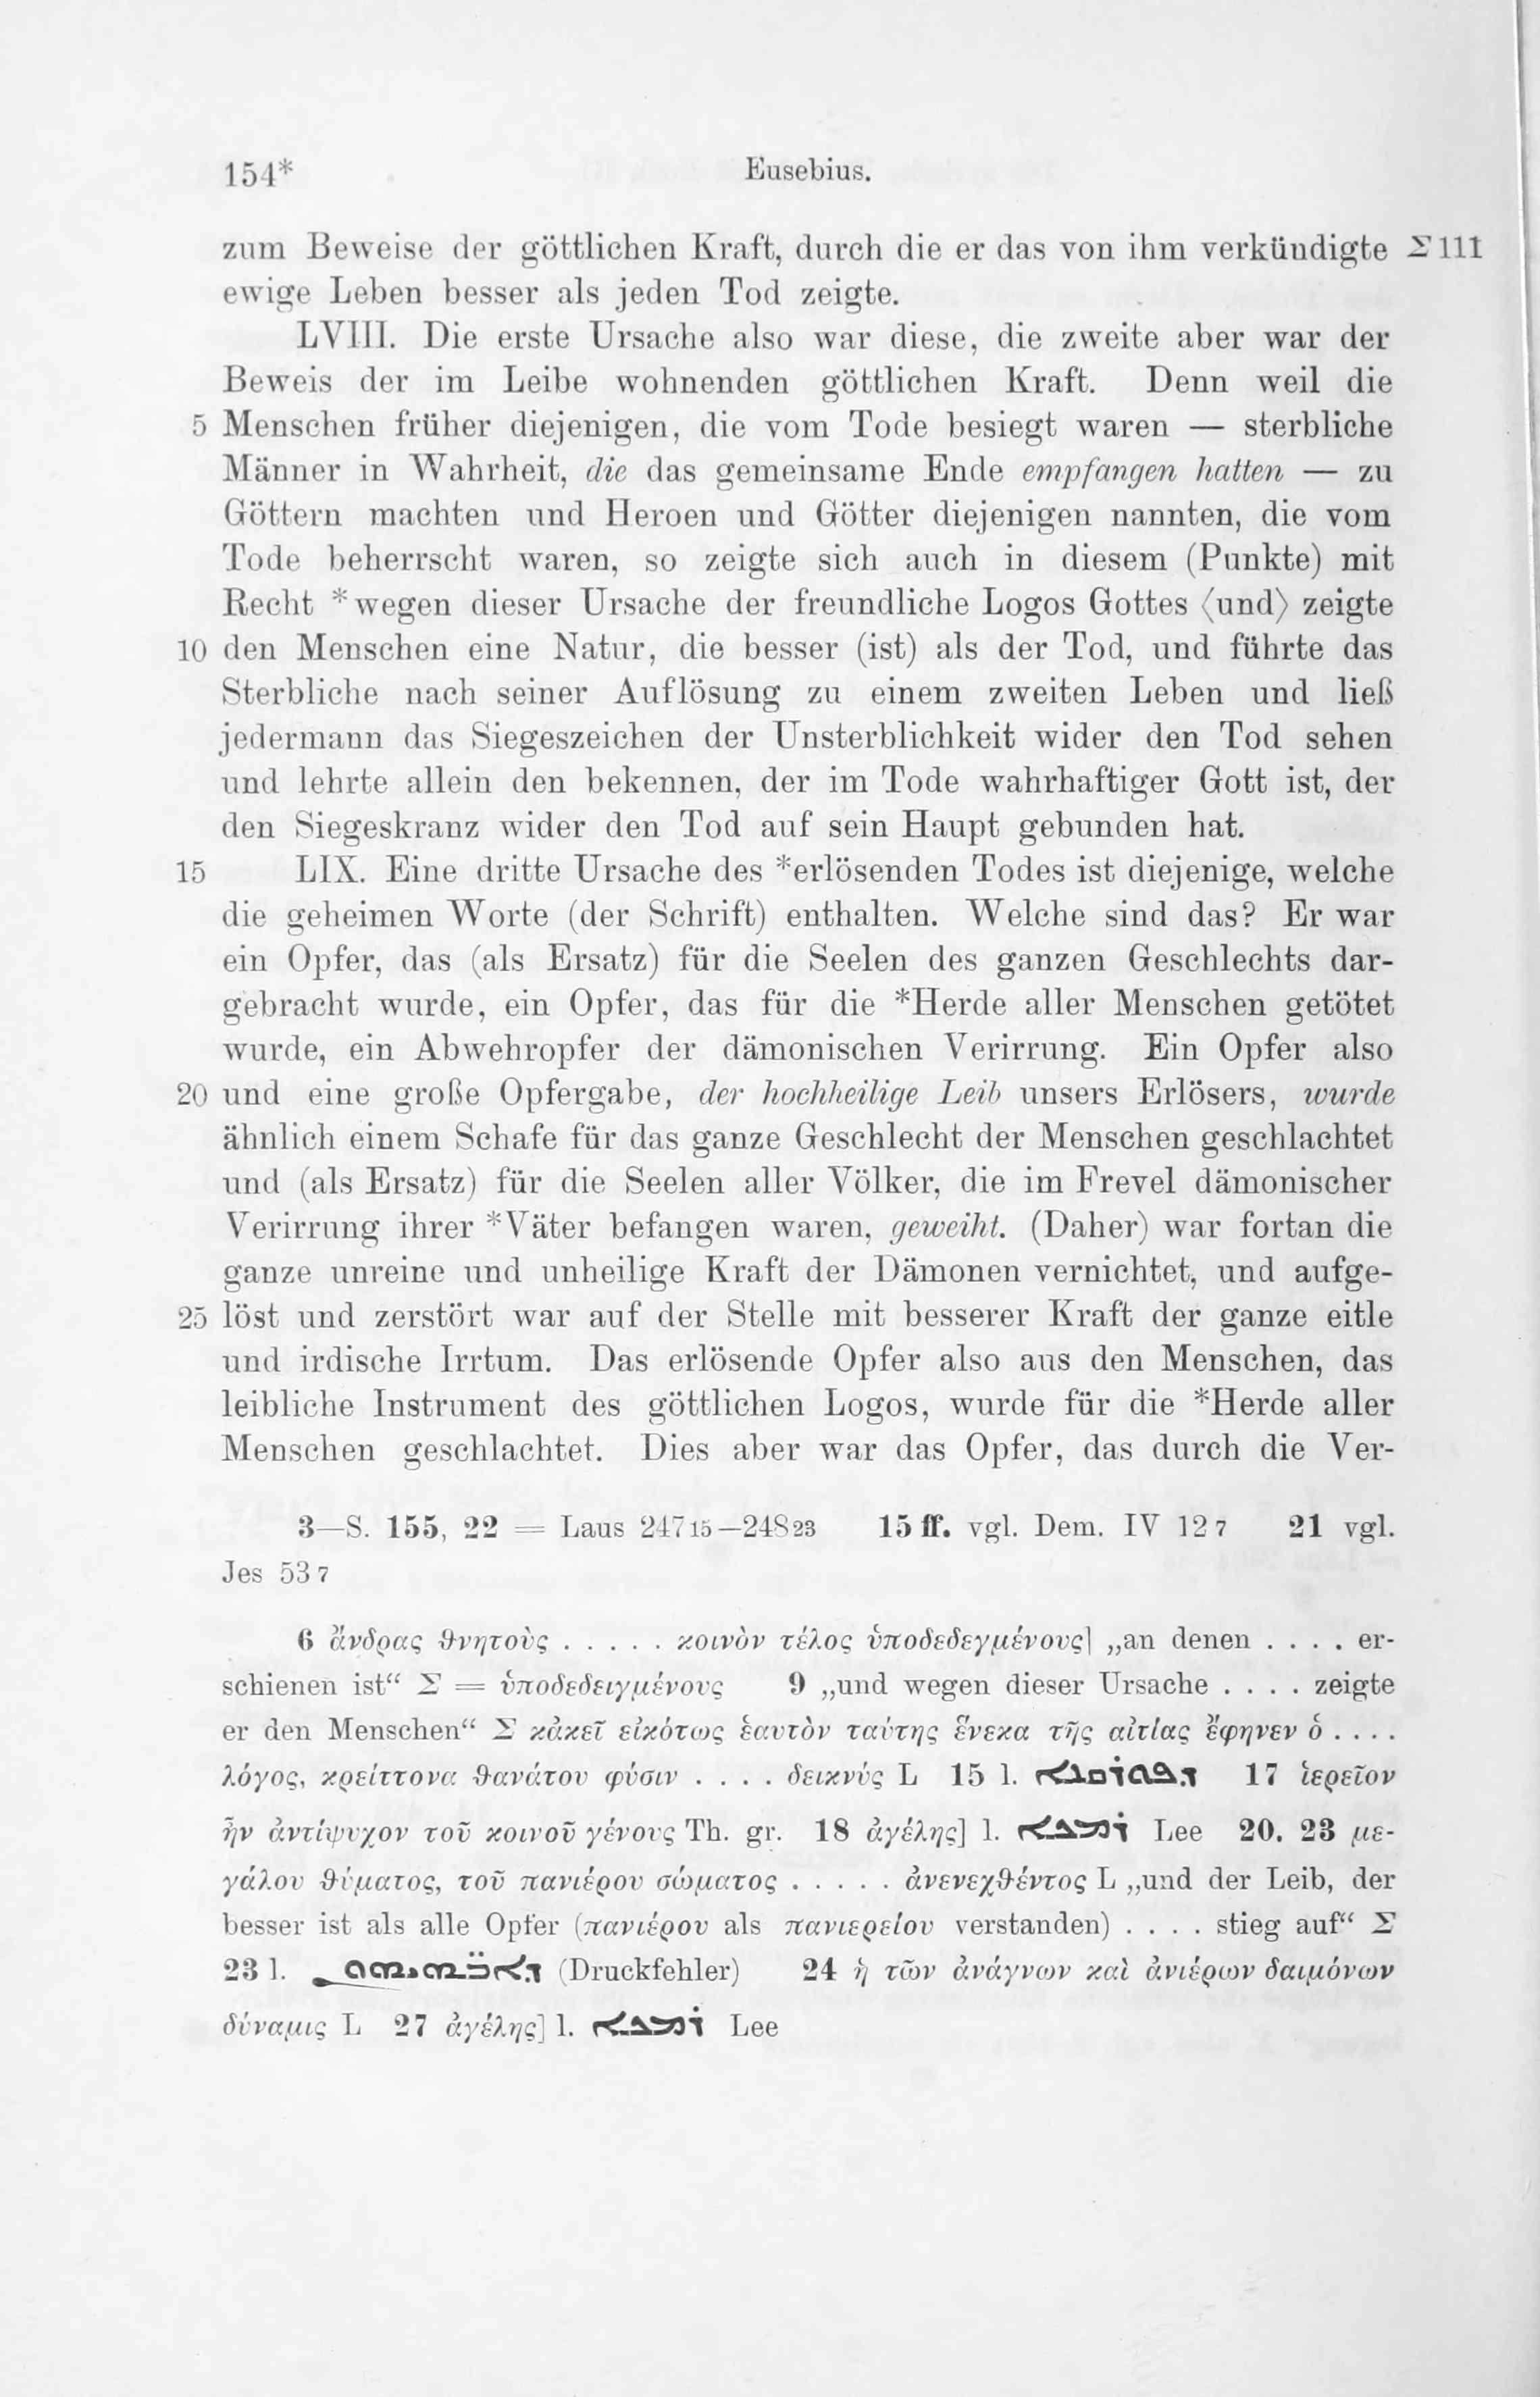 154* Eusebius.
zum Beweise der göttlichen Kraft, durch die er das von ihm verkündigte Σ 111
ewige Leben besser als jeden Tod zeigte.
LVIII. Die erste Ursache also war diese, die zweite aber war der
Beweis der im Leibe wohnenden göttlichen Kraft. Denn weil die
5 Menschen früher diejenigen, die vom Tode besiegt waren — sterbliche
Männer in Wahrheit, die das gemeinsame Ende empfangen hatten — zu
Göttern machten und Heroen und Götter diejenigen nannten, die vom
Tode beherrscht waren, so zeigte sich auch in diesem (Punkte) mit
Recht *wegen dieser Ursache der freundliche Logos Gottes ⟨und⟩ zeigte
10 den Menschen eine Natur, die besser (ist) als der Tod, und führte das
Sterbliche nach seiner Auflösung zu einem zweiten Leben und ließ
jedermann das Siegeszeichen der Unsterblichkeit wider den Tod sehen
und lehrte allein den bekennen, der im Tode wahrhaftiger Gott ist, der
den Siegeskranz wider den Tod auf sein Haupt gebunden hat.
15 LIX. Eine dritte Ursache des *erlösenden Todes ist diejenige, welche
die geheimen Worte (der Schrift) enthalten. Welche sind das? Er war
ein Opfer, das (als Ersatz) für die Seelen des ganzen Geschlechts dar-
gebracht wurde, ein Opfer, das für die *Herde aller Menschen getötet
wurde, ein Abwehropfer der dämonischen Verirrung. Ein Opfer also
20 und eine große Opfergabe, der hochheilige Leib unsers Erlösers, wurde
ähnlich einem Schafe für das ganze Geschlecht der Menschen geschlachtet
und (als Ersatz) für die Seelen aller Völker, die im Frevel dämonischer
Verirrung ihrer *Väter befangen waren, geweiht. (Daher) war fortan die
ganze unreine und unheilige Kraft der Dämonen vernichtet, und aufge-
25 löst und zerstört war auf der Stelle mit besserer Kraft der ganze eitle
und irdische Irrtum. Das erlösende Opfer also aus den Menschen, das
leibliche Instrument des göttlichen Logos, wurde für die *Herde aller
Menschen geschlachtet. Dies aber war das Opfer, das durch die Ver-
3—S. 155, 22 = Laus 247 15—248 23 15 ff. vgl. Dem. IV 12 7 21 vgl.
Jes 53 7
6 ἄνδρας θνητοὺς . . . . . κοινὸν τέλος ὑποδεδεγμένους] „an denen . . . . er-
schienen ist“ Σ = ὑποδεδειγμένους 9 „und wegen dieser Ursache . . . . zeigte
er den Menschen“ Σ κἀκεῖ εἰκότως ἑαυτὸν ταύτης ἕνεκα τῆς αἰτίας ἔφηνεν ὁ . . . .
λόγος, κρείττονα θανάτου φύσιν . . . . δεικνύς L 15 l. ܕܦܘܪܩܢܐ 17 ἱερεῖον
ἦν ἀντίψυχον τοῦ κοινοῦ γένους Th. gr. 18 ἀγέλης] l. ܪܡܟܐ Lee 20. 23 με-
γάλου θύματος, τοῦ πανιέρου σώματος . . . . . ἀνενεχθέντος L „und der Leib, der
besser ist als alle Opfer (πανιέρου als πανιερείου verstanden) . . . . stieg auf“ Σ
23 l. ܕܐܒܗܬܗܘܢ (Druckfehler) 24 ἡ τῶν ἀνάγνων καὶ ἀνιέρων δαιμόνων
δύναμις L 27 ἀγέλης] l. ܪܡܟܐ Lee